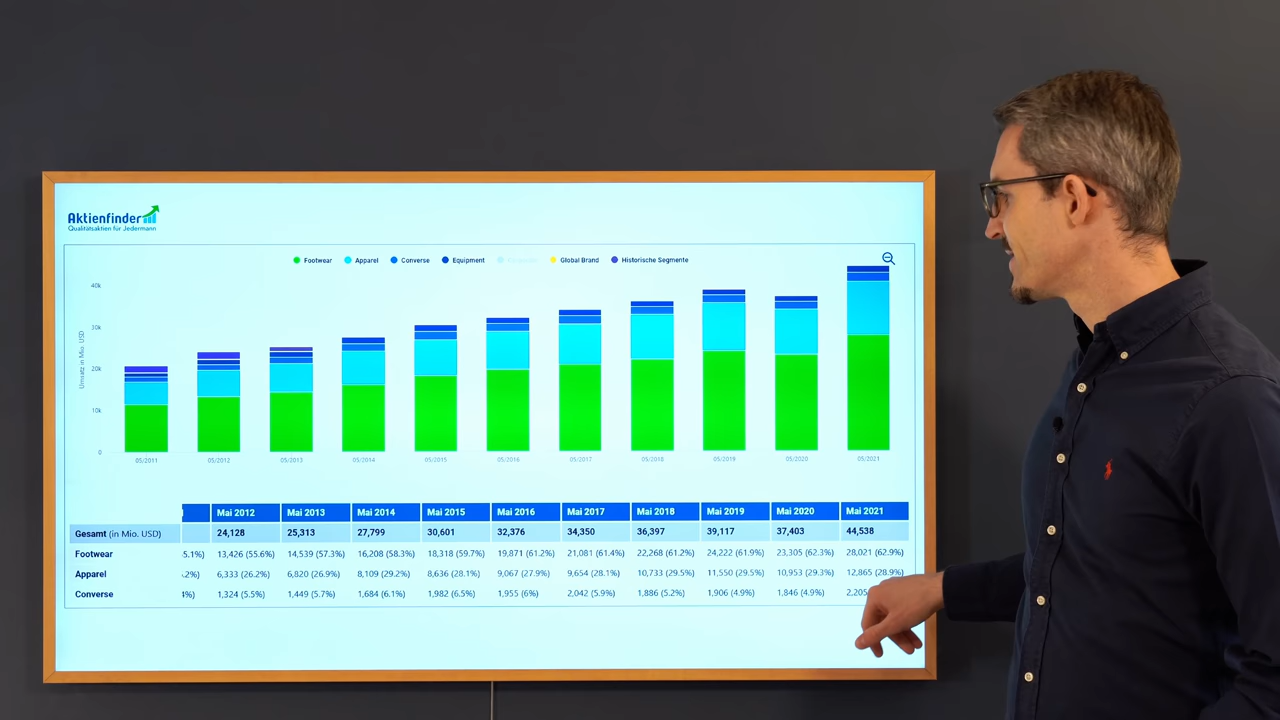 Aktienfinder
Qualitätsaktien für Jedermann
Footwear Apparel Converse Equipment Global Brand Historische Segmente
Umsatz in Mio. USD
40k
30k
20k
10k
0
05/2011 05/2012 05/2013 05/2014 05/2015 05/2016 05/2017 05/2018 05/2019 05/2020 05/2021
Mai 2012 Mai 2013 Mai 2014 Mai 2015 Mai 2016 Mai 2017 Mai 2018 Mai 2019 Mai 2020 Mai 2021
Gesamt (in Mio. USD) 24,128 25,313 27,799 30,601 32,376 34,350 36,397 39,117 37,403 44,538
Footwear 5.1%) 13,426 (55.6%) 14,539 (57.3%) 16,208 (58.3%) 18,318 (59.7%) 19,871 (61.2%) 21,081 (61.4%) 22,268 (61.2%) 24,222 (61.9%) 23,305 (62.3%) 28,021 (62.9%)
Apparel .2%) 6,333 (26.2%) 6,820 (26.9%) 8,109 (29.2%) 8,636 (28.1%) 9,067 (27.9%) 9,654 (28.1%) 10,733 (29.5%) 11,550 (29.5%) 10,953 (29.3%) 12,865 (28.9%)
Converse %) 1,324 (5.5%) 1,449 (5.7%) 1,684 (6.1%) 1,982 (6.5%) 1,955 (6%) 2,042 (5.9%) 1,886 (5.2%) 1,906 (4.9%) 1,846 (4.9%) 2,205